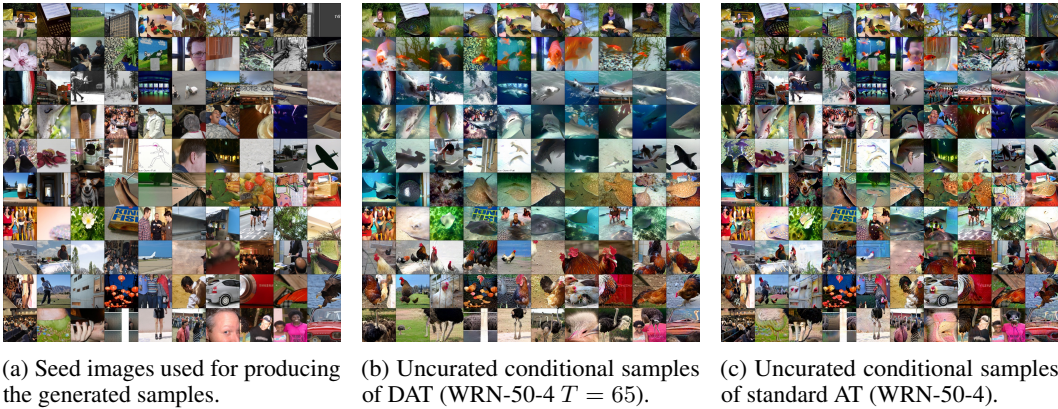 (a) Seed images used for producing
the generated samples.
(b) Uncurated conditional samples
of DAT (WRN-50-4 T = 65).
(c) Uncurated conditional samples
of standard AT (WRN-50-4).